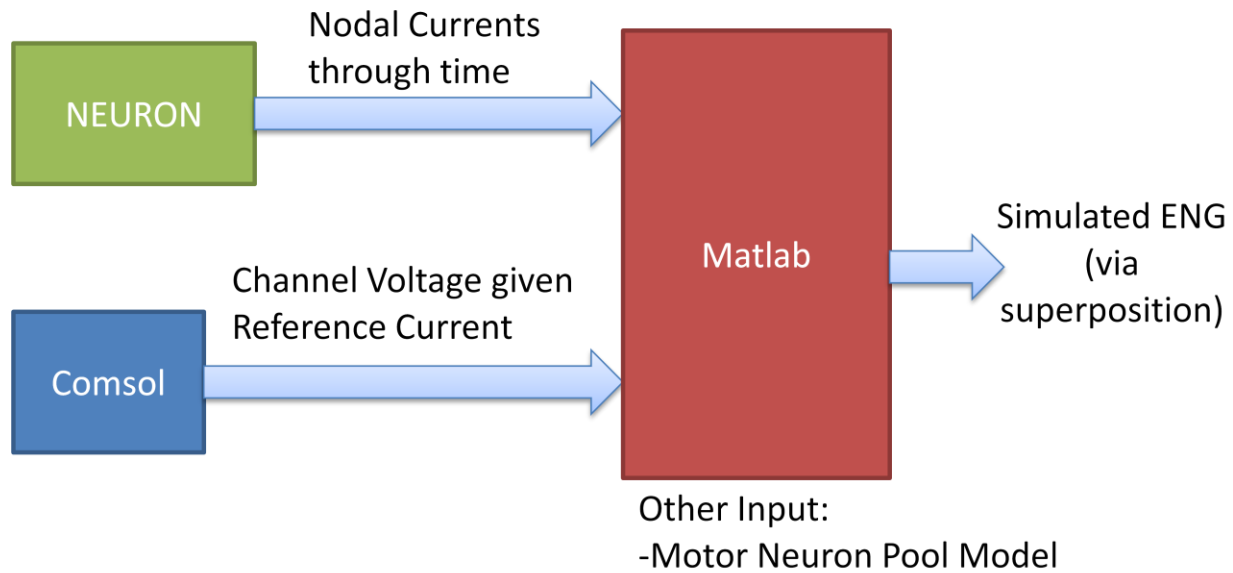 Nodal Currents
through time
NEURON
Matlab
Simulated ENG
(via
superposition)
Channel Voltage given
Reference Current
Comsol
Other Input:
-Motor Neuron Pool Model